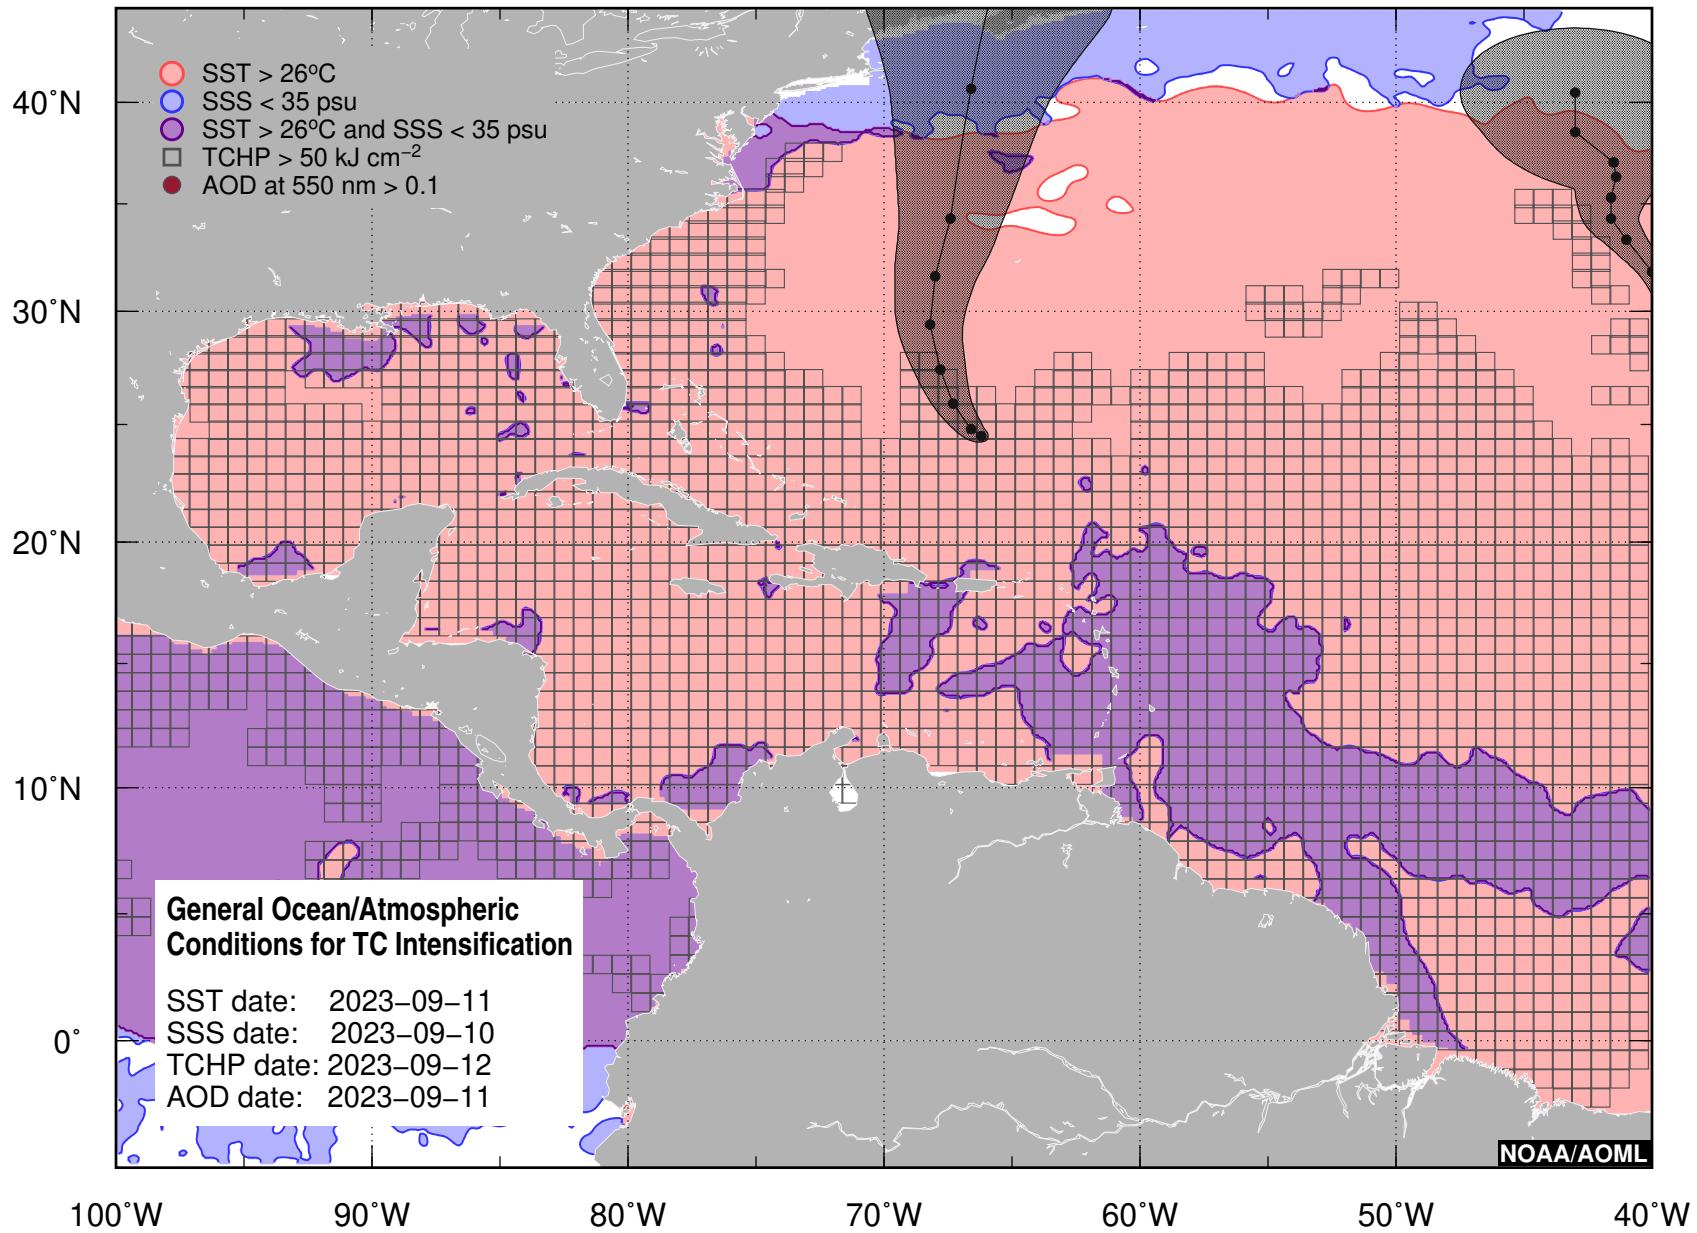 SST > 26°C
SSS < 35 psu
SST > 26°C and SSS < 35 psu
TCHP > 50 kJ cm⁻²
AOD at 550 nm > 0.1
40°N
30°N
20°N
10°N
0°
General Ocean/Atmospheric
Conditions for TC Intensification
SST date: 2023−09−11
SSS date: 2023−09−10
TCHP date: 2023−09−12
AOD date: 2023−09−11
NOAA/AOML
100°W 90°W 80°W 70°W 60°W 50°W 40°W